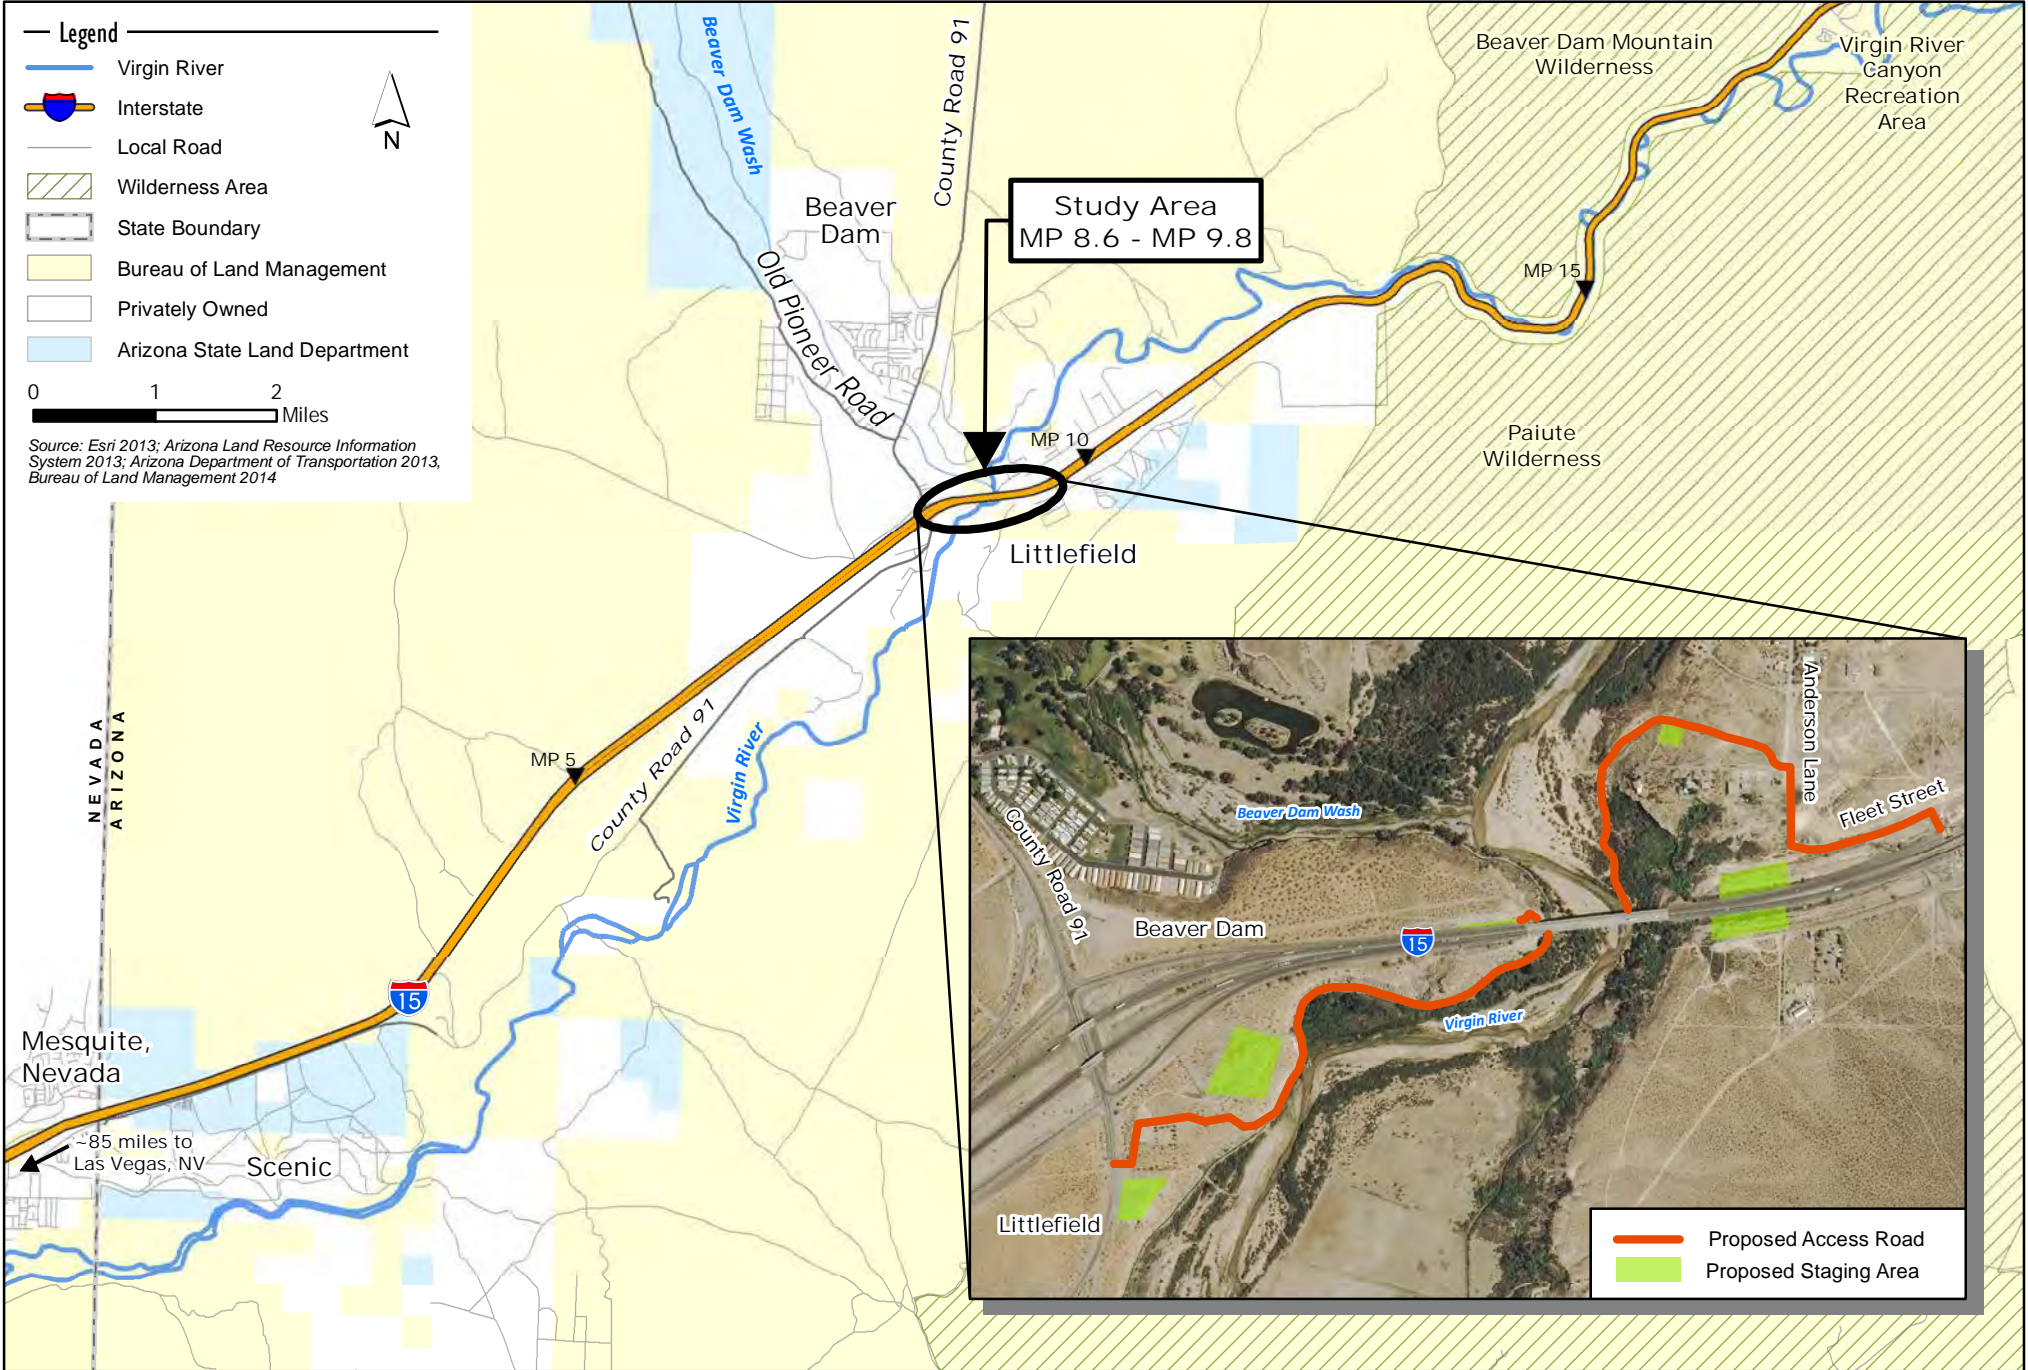 Legend
Virgin River
Interstate
Local Road
Wilderness Area
State Boundary
Bureau of Land Management
Privately Owned
Arizona State Land Department
N
0 1 2
Miles
Source: Esri 2013; Arizona Land Resource Information
System 2013; Arizona Department of Transportation 2013,
Bureau of Land Management 2014
Beaver Dam Wash
County Road 91
Beaver Dam Mountain
Wilderness
Virgin River
Canyon
Recreation
Area
Beaver
Dam
Study Area
MP 8.6 - MP 9.8
Old Pioneer Road
MP 15
MP 10
Paiute
Wilderness
Littlefield
NEVADA
ARIZONA
MP 5
County Road 91
Virgin River
15
Mesquite,
Nevada
~85 miles to
Las Vegas, NV
Scenic
Anderson Lane
Fleet Street
Beaver Dam Wash
County Road 91
Beaver Dam
15
Virgin River
Littlefield
Proposed Access Road
Proposed Staging Area